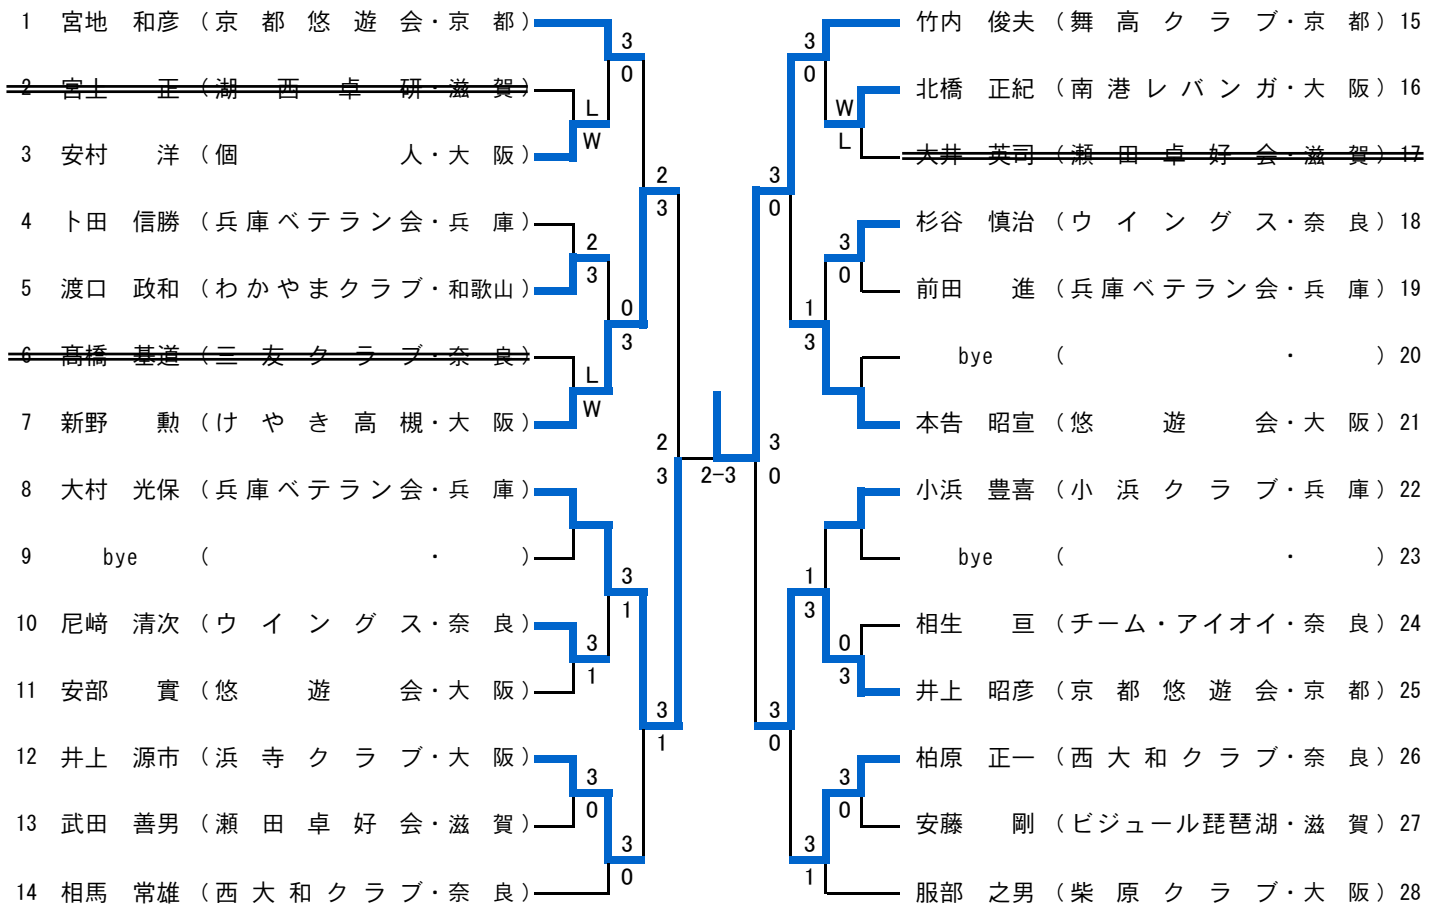 1 宮地 和彦 (京都悠遊会・京都)
2 宮土 正 (湖西卓研・滋賀)
3 安村 洋 (個人・大阪)
4 卜田 信勝 (兵庫ベテラン会・兵庫)
5 渡口 政和 (わかやまクラブ・和歌山)
6 髙橋 基道 (三友クラブ・奈良)
7 新野 勲 (けやき高槻・大阪)
8 大村 光保 (兵庫ベテラン会・兵庫)
9 bye ( ・ )
10 尼﨑 清次 (ウイングス・奈良)
11 安部 實 (悠遊会・大阪)
12 井上 源市 (浜寺クラブ・大阪)
13 武田 善男 (瀬田卓好会・滋賀)
14 相馬 常雄 (西大和クラブ・奈良)
3
0
L
W
2
3
2
3
0
3
L
W
2
3
3
1
3
1
3
1
3
0
3
0
2-3
3
0
3
0
W
L
3
0
3
0
1
3
1
3
0
3
3
0
3
0
3
1
竹内 俊夫 (舞高クラブ・京都) 15
北橋 正紀 (南港レバンガ・大阪) 16
大井 英司 (瀬田卓好会・滋賀) 17
杉谷 慎治 (ウイングス・奈良) 18
前田 進 (兵庫ベテラン会・兵庫) 19
bye ( ・ ) 20
本告 昭宣 (悠遊会・大阪) 21
小浜 豊喜 (小浜クラブ・兵庫) 22
bye ( ・ ) 23
相生 亘 (チーム・アイオイ・奈良) 24
井上 昭彦 (京都悠遊会・京都) 25
柏原 正一 (西大和クラブ・奈良) 26
安藤 剛 (ビジュール琵琶湖・滋賀) 27
服部 之男 (柴原クラブ・大阪) 28